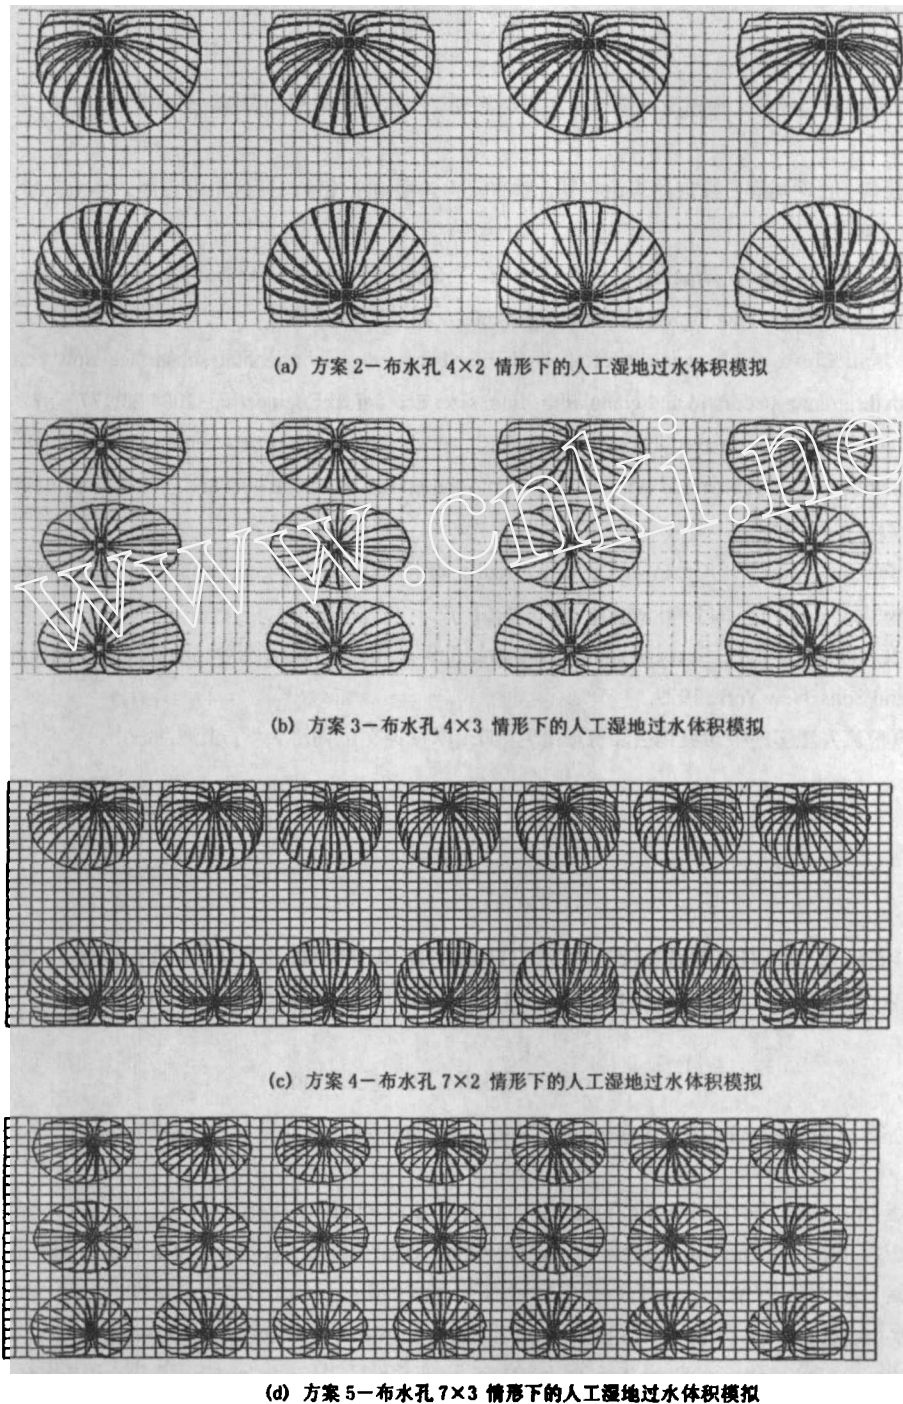 (a) 方案 2－布水孔 4×2 情形下的人工湿地过水体积模拟
www.cnki.ne
(b) 方案 3－布水孔 4×3 情形下的人工湿地过水体积模拟
(c) 方案 4－布水孔 7×2 情形下的人工湿地过水体积模拟
(d) 方案 5－布水孔 7×3 情形下的人工湿地过水体积模拟